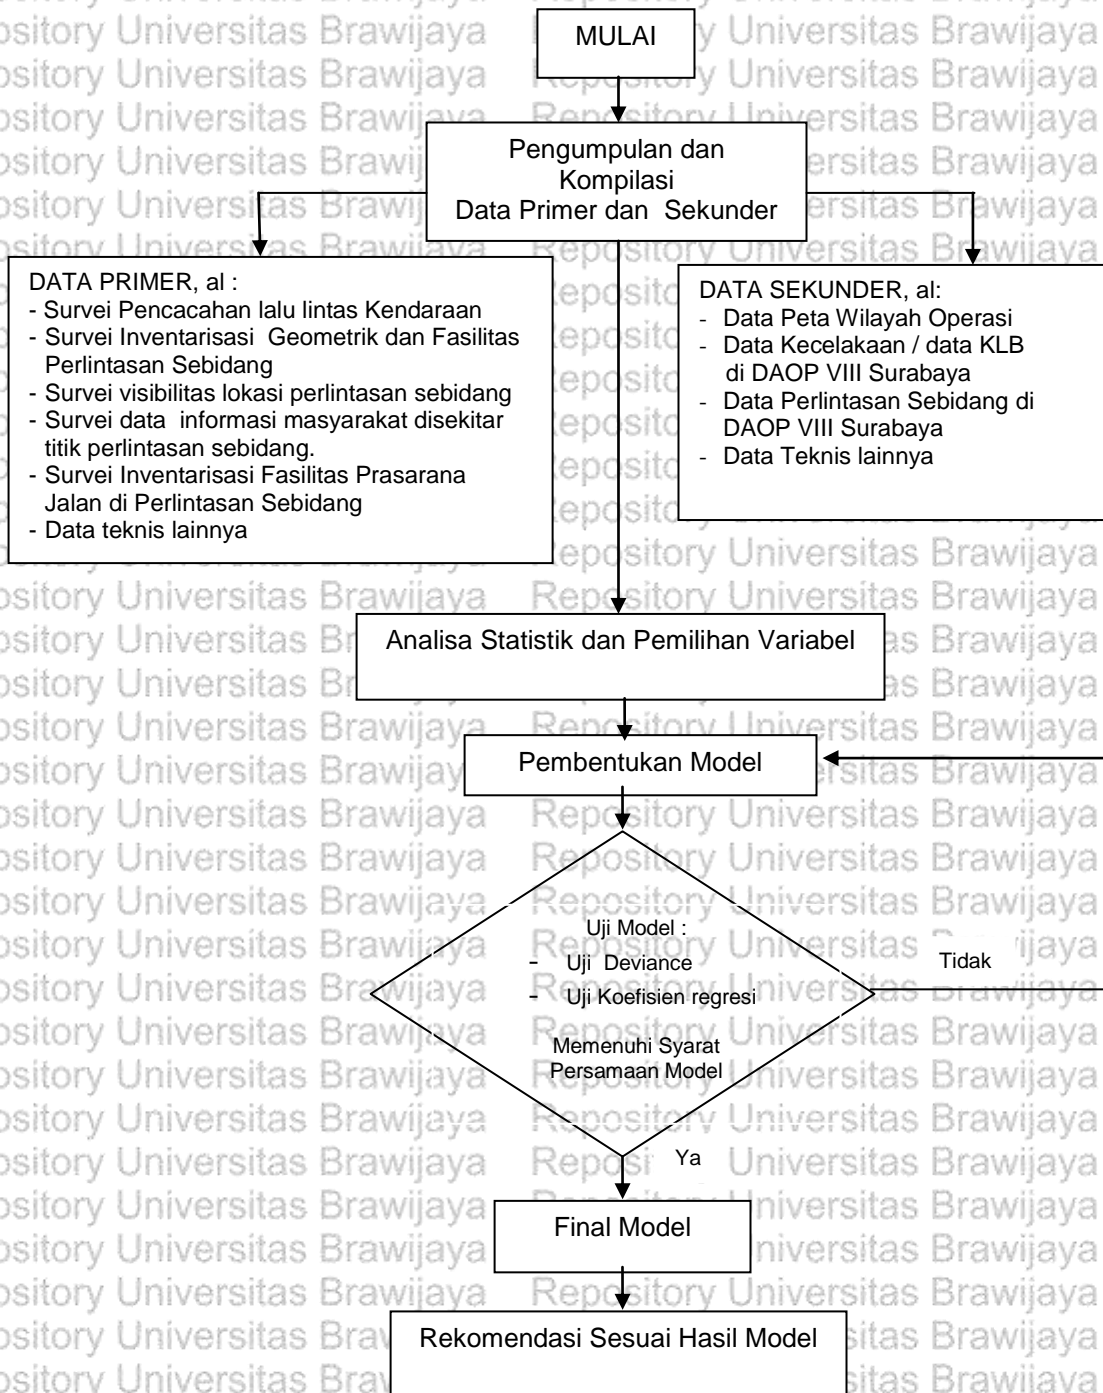 MULAI
Pengumpulan dan
Kompilasi
Data Primer dan Sekunder
DATA PRIMER, al :
- Survei Pencacahan lalu lintas Kendaraan
- Survei Inventarisasi Geometrik dan Fasilitas
Perlintasan Sebidang
- Survei visibilitas lokasi perlintasan sebidang
- Survei data informasi masyarakat disekitar
titik perlintasan sebidang.
- Survei Inventarisasi Fasilitas Prasarana
Jalan di Perlintasan Sebidang
- Data teknis lainnya
DATA SEKUNDER, al:
- Data Peta Wilayah Operasi
- Data Kecelakaan / data KLB
di DAOP VIII Surabaya
- Data Perlintasan Sebidang di
DAOP VIII Surabaya
- Data Teknis lainnya
Analisa Statistik dan Pemilihan Variabel
Pembentukan Model
Uji Model :
- Uji Deviance
- Uji Koefisien regresi
Memenuhi Syarat
Persamaan Model
Tidak
Ya
Final Model
Rekomendasi Sesuai Hasil Model
Repository Universitas Brawijaya